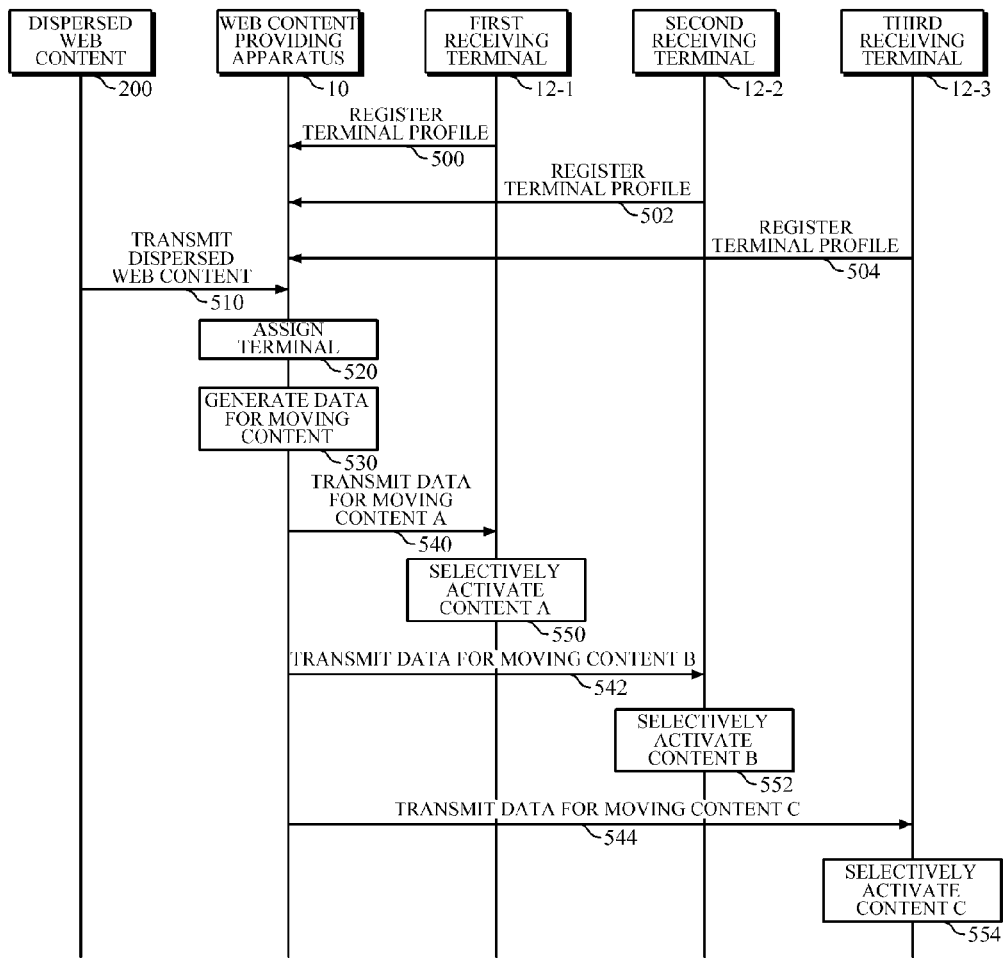 DISPERSED
WEB
CONTENT
200
WEB CONTENT
PROVIDING
APPARATUS
10
FIRST
RECEIVING
TERMINAL
12-1
SECOND
RECEIVING
TERMINAL
12-2
THIRD
RECEIVING
TERMINAL
12-3
REGISTER
TERMINAL PROFILE
500
REGISTER
TERMINAL PROFILE
502
REGISTER
TERMINAL PROFILE
504
TRANSMIT
DISPERSED
WEB CONTENT
510
ASSIGN
TERMINAL
520
GENERATE DATA
FOR MOVING
CONTENT
530
TRANSMIT DATA
FOR MOVING
CONTENT A
540
SELECTIVELY
ACTIVATE
CONTENT A
550
TRANSMIT DATA FOR MOVING CONTENT B
542
SELECTIVELY
ACTIVATE
CONTENT B
552
TRANSMIT DATA FOR MOVING CONTENT C
544
SELECTIVELY
ACTIVATE
CONTENT C
554